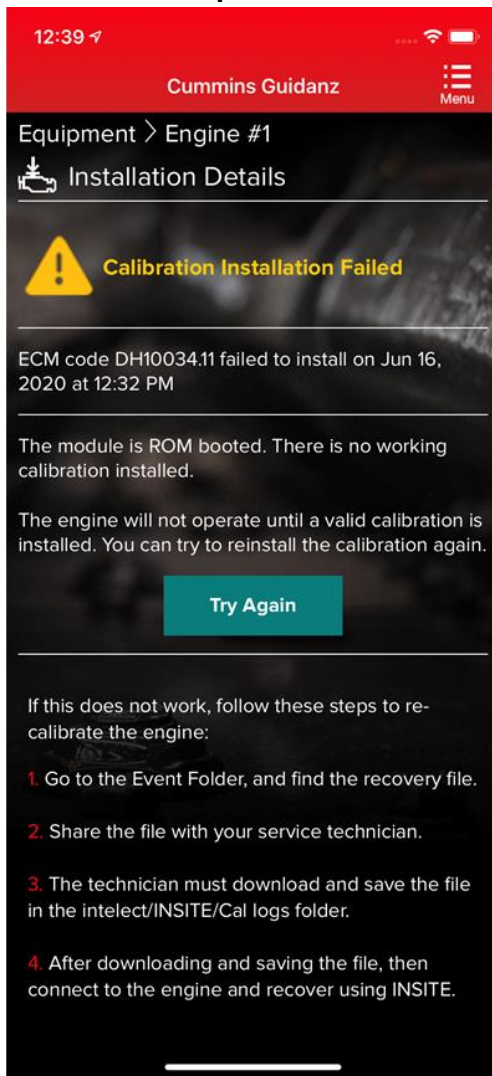 12:39
Cummins Guidanz
Menu
Equipment > Engine #1
Installation Details
Calibration Installation Failed
ECM code DH10034.11 failed to install on Jun 16,
2020 at 12:32 PM
The module is ROM booted. There is no working
calibration installed.
The engine will not operate until a valid calibration is
installed. You can try to reinstall the calibration again.
Try Again
If this does not work, follow these steps to re-
calibrate the engine:
1. Go to the Event Folder, and find the recovery file.
2. Share the file with your service technician.
3. The technician must download and save the file
in the intelect/INSITE/Cal logs folder.
4. After downloading and saving the file, then
connect to the engine and recover using INSITE.